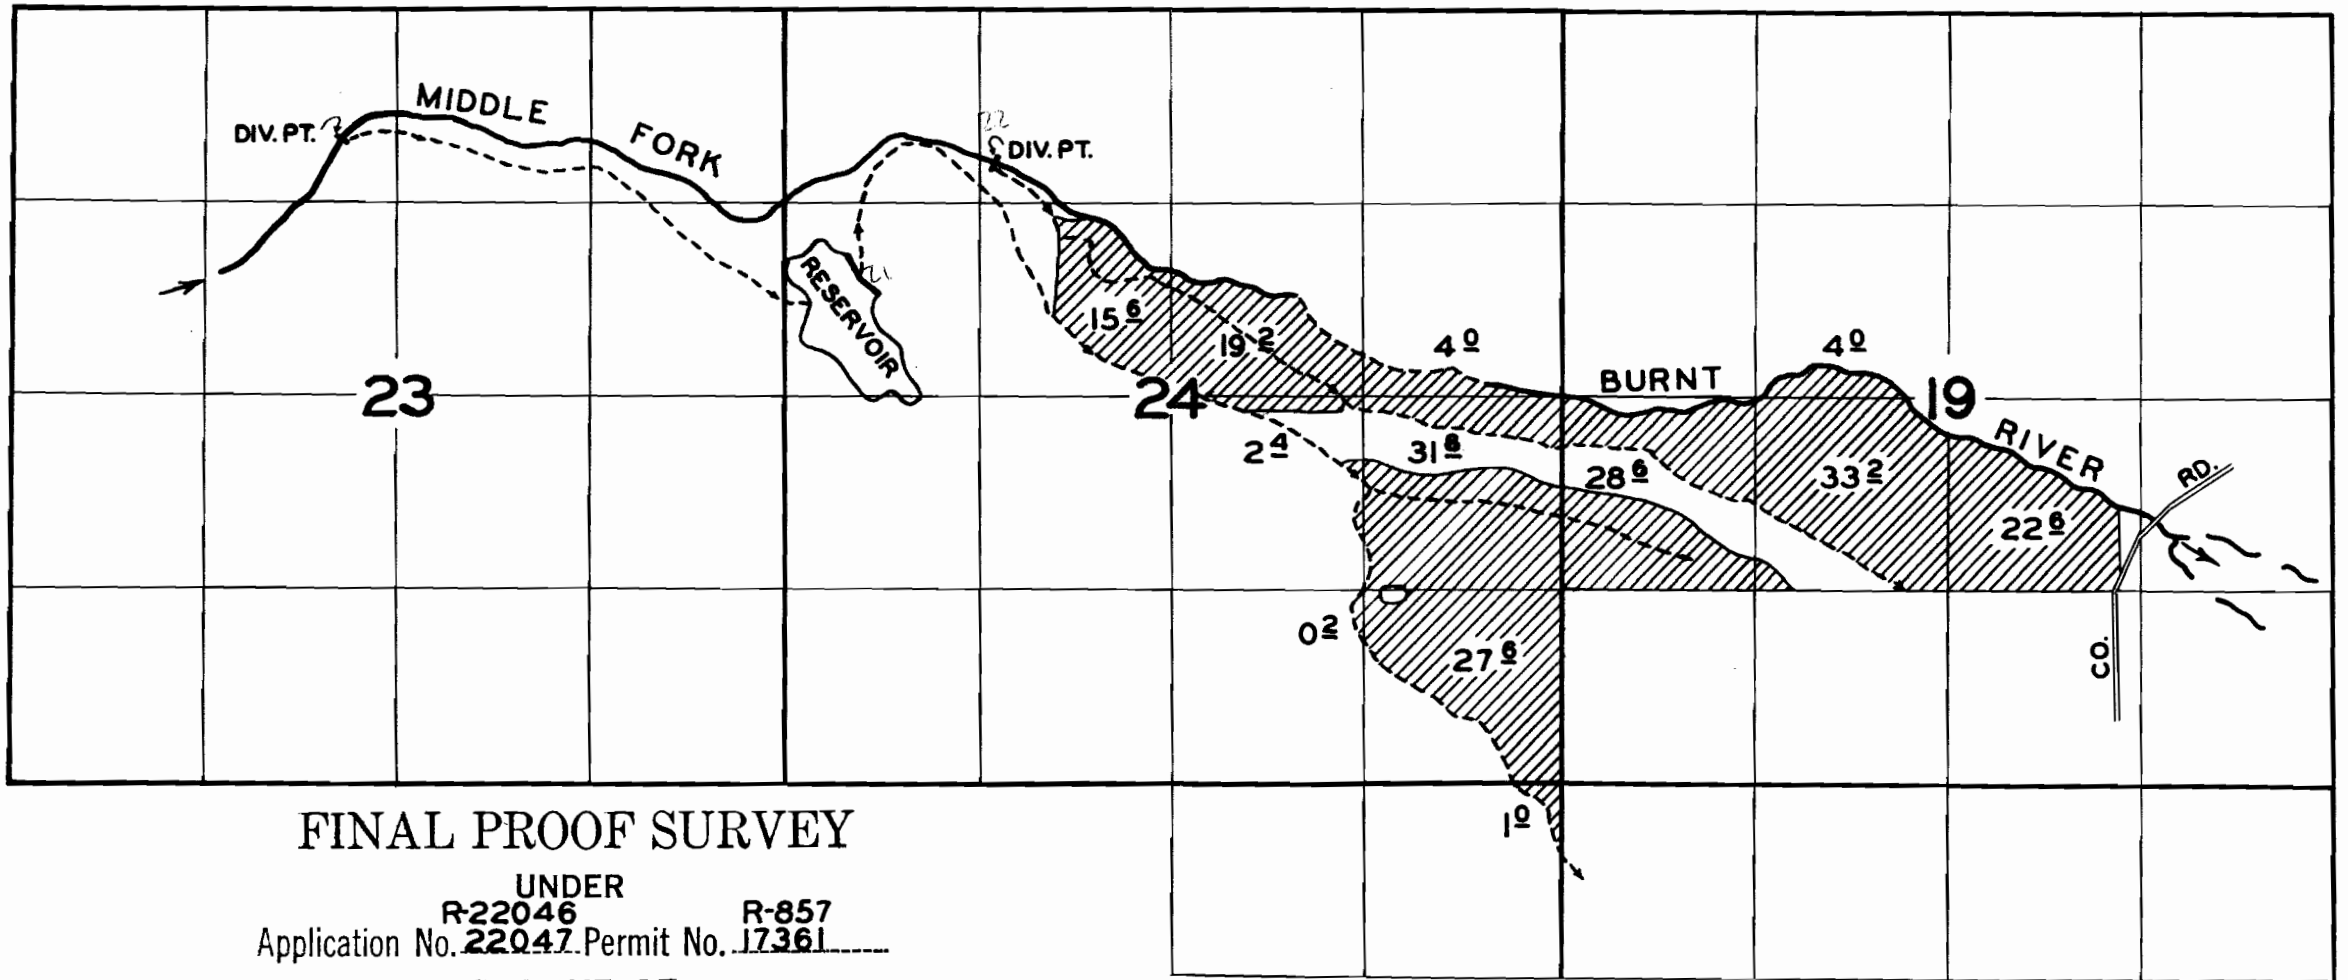 MIDDLE
FORK
DIV. PT.
22
DIV. PT.
21
RESERVOIR
15 6
19 2
4 0
4 0
BURNT
23
24
19
RIVER
2 4
31 8
28 6
33 2
22 6
RD.
0 2
27 6
CO.
1 0
FINAL PROOF SURVEY
UNDER
R-22046 R-857
Application No. 22047 Permit No. 17361